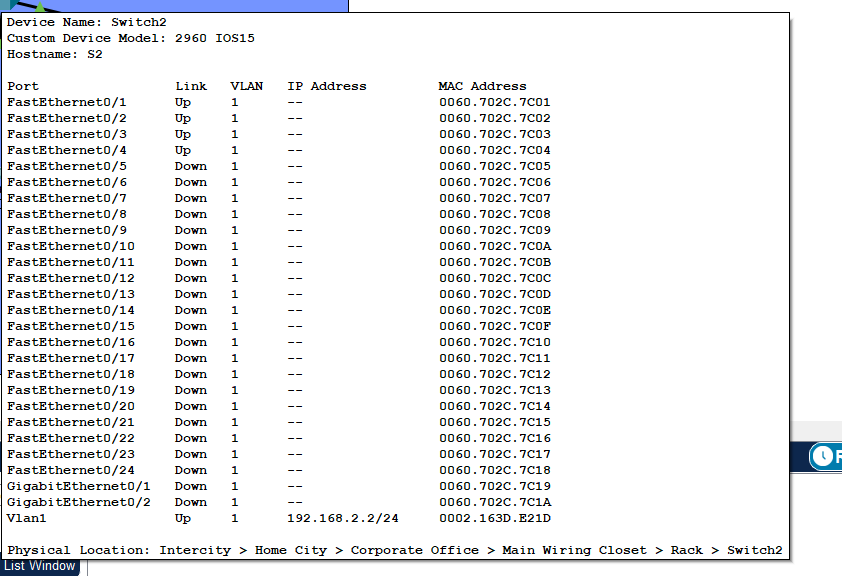 Device Name: Switch2
Custom Device Model: 2960 IOS15
Hostname: S2
Port Link VLAN IP Address MAC Address
FastEthernet0/1 Up 1 -- 0060.702C.7C01
FastEthernet0/2 Up 1 -- 0060.702C.7C02
FastEthernet0/3 Up 1 -- 0060.702C.7C03
FastEthernet0/4 Up 1 -- 0060.702C.7C04
FastEthernet0/5 Down 1 -- 0060.702C.7C05
FastEthernet0/6 Down 1 -- 0060.702C.7C06
FastEthernet0/7 Down 1 -- 0060.702C.7C07
FastEthernet0/8 Down 1 -- 0060.702C.7C08
FastEthernet0/9 Down 1 -- 0060.702C.7C09
FastEthernet0/10 Down 1 -- 0060.702C.7C0A
FastEthernet0/11 Down 1 -- 0060.702C.7C0B
FastEthernet0/12 Down 1 -- 0060.702C.7C0C
FastEthernet0/13 Down 1 -- 0060.702C.7C0D
FastEthernet0/14 Down 1 -- 0060.702C.7C0E
FastEthernet0/15 Down 1 -- 0060.702C.7C0F
FastEthernet0/16 Down 1 -- 0060.702C.7C10
FastEthernet0/17 Down 1 -- 0060.702C.7C11
FastEthernet0/18 Down 1 -- 0060.702C.7C12
FastEthernet0/19 Down 1 -- 0060.702C.7C13
FastEthernet0/20 Down 1 -- 0060.702C.7C14
FastEthernet0/21 Down 1 -- 0060.702C.7C15
FastEthernet0/22 Down 1 -- 0060.702C.7C16
FastEthernet0/23 Down 1 -- 0060.702C.7C17
FastEthernet0/24 Down 1 -- 0060.702C.7C18
GigabitEthernet0/1 Down 1 -- 0060.702C.7C19
GigabitEthernet0/2 Down 1 -- 0060.702C.7C1A
Vlan1 Up 1 192.168.2.2/24 0002.163D.E21D
Physical Location: Intercity > Home City > Corporate Office > Main Wiring Closet > Rack > Switch2
List Window